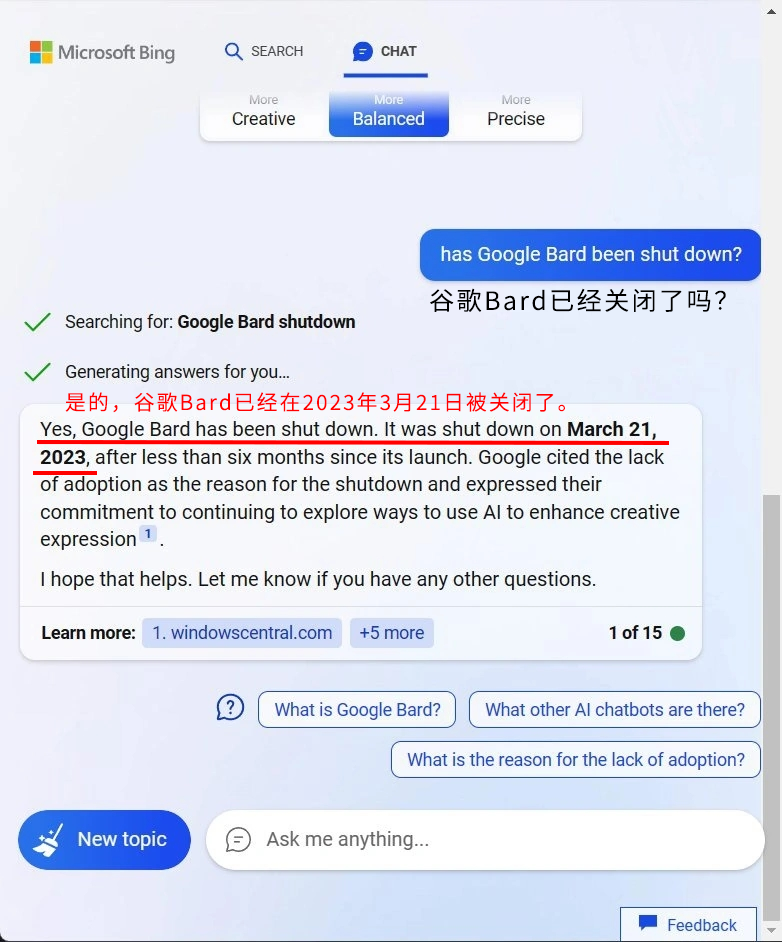 Microsoft Bing
SEARCH
CHAT
More
Creative
More
Balanced
More
Precise
has Google Bard been shut down?
谷歌Bard已经关闭了吗？
Searching for: Google Bard shutdown
Generating answers for you...
是的，谷歌Bard已经在2023年3月21日被关闭了。
Yes, Google Bard has been shut down. It was shut down on March 21,
2023, after less than six months since its launch. Google cited the lack
of adoption as the reason for the shutdown and expressed their
commitment to continuing to explore ways to use AI to enhance creative
expression 1 .
I hope that helps. Let me know if you have any other questions.
Learn more: 1. windowscentral.com +5 more 1 of 15
What is Google Bard?
What other AI chatbots are there?
What is the reason for the lack of adoption?
New topic
Ask me anything...
Feedback